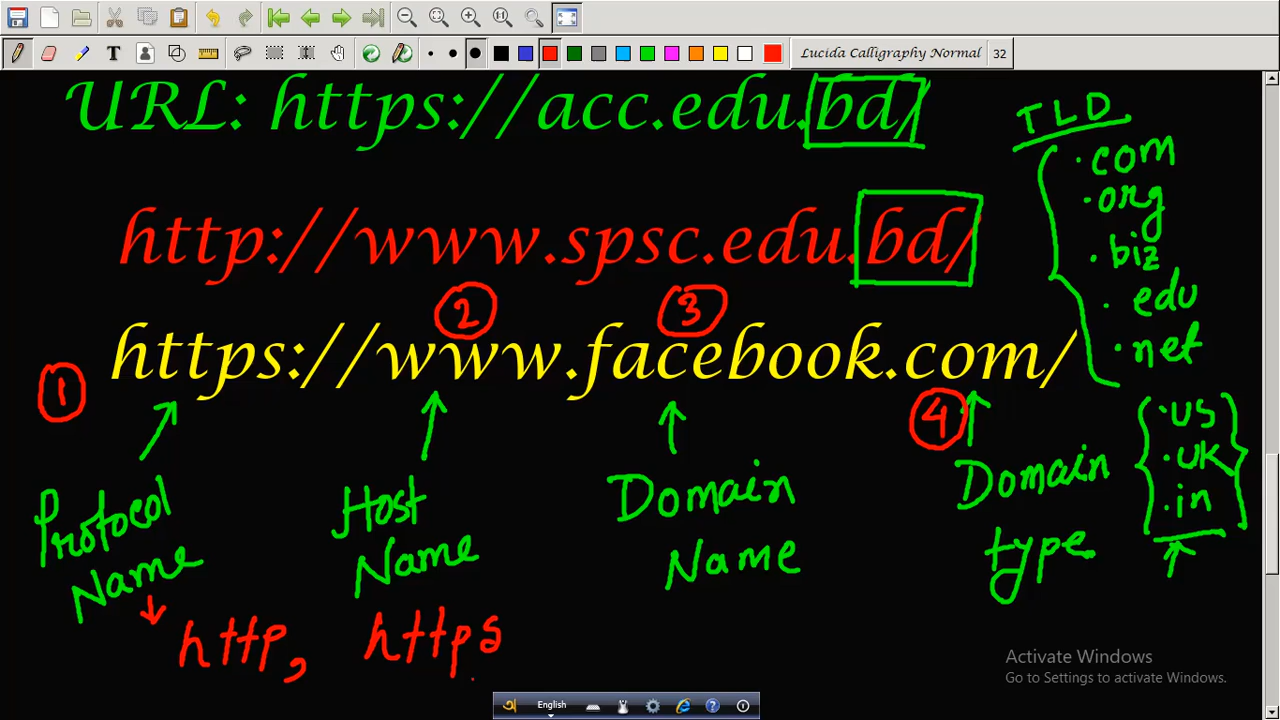 Lucida Calligraphy Normal 32
URL: https://acc.edu.bd/
http://www.spsc.edu.bd/
2 3
https://www.facebook.com/
1
4
Protocol
Name
http, https
Host
Name
Domain
Name
Domain
type
TLD
.com
.org
.biz
.edu
.net
.US
.UK
.in
Activate Windows
Go to Settings to activate Windows.
English